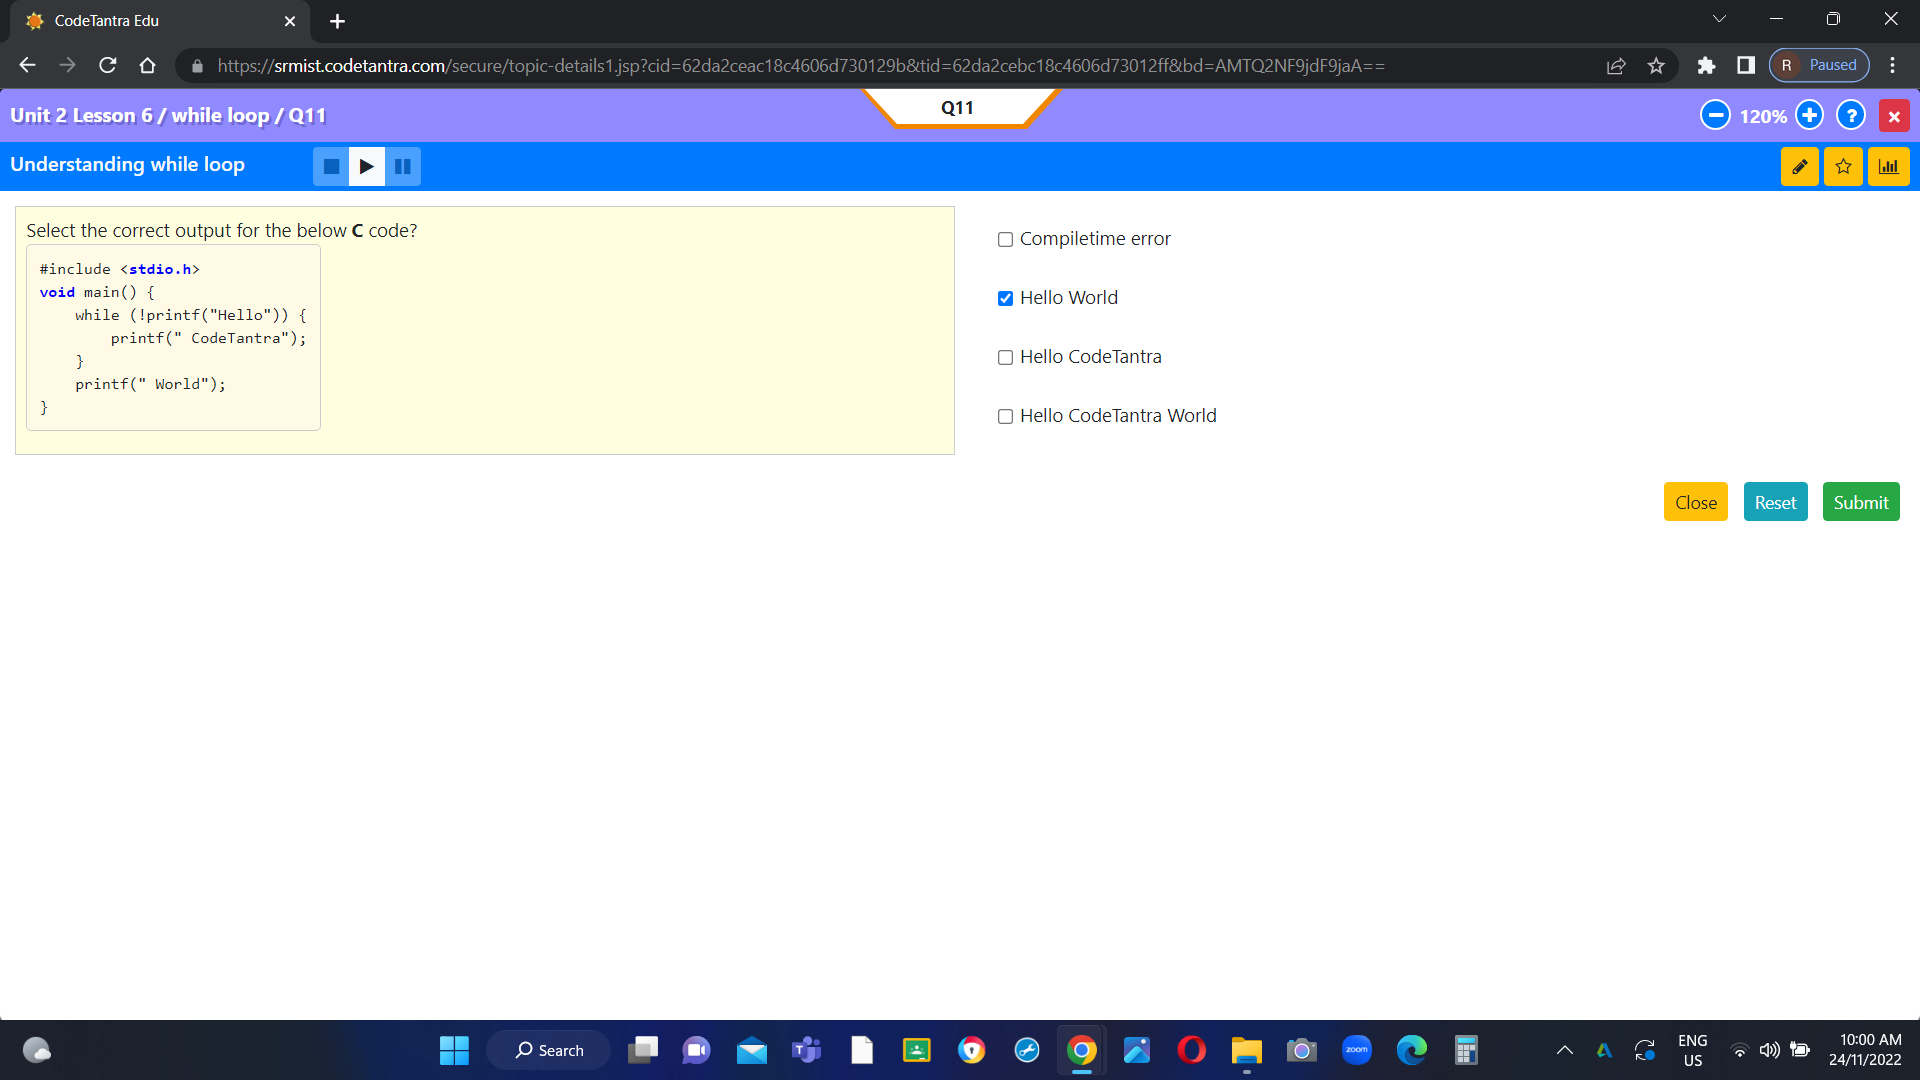 CodeTantra Edu
https://srmist.codetantra.com/secure/topic-details1.jsp?cid=62da2ceac18c4606d730129b&tid=62da2cebc18c4606d73012ff&bd=AMTQ2NF9jdF9jaA==
R Paused
Unit 2 Lesson 6 / while loop / Q11
Q11
120%
?
Understanding while loop
Select the correct output for the below C code?
#include <stdio.h>
void main() {
    while (!printf("Hello")) {
        printf(" CodeTantra");
    }
    printf(" World");
}
Compiletime error
Hello World
Hello CodeTantra
Hello CodeTantra World
Close
Reset
Submit
Search
zoom
ENG
US
10:00 AM
24/11/2022